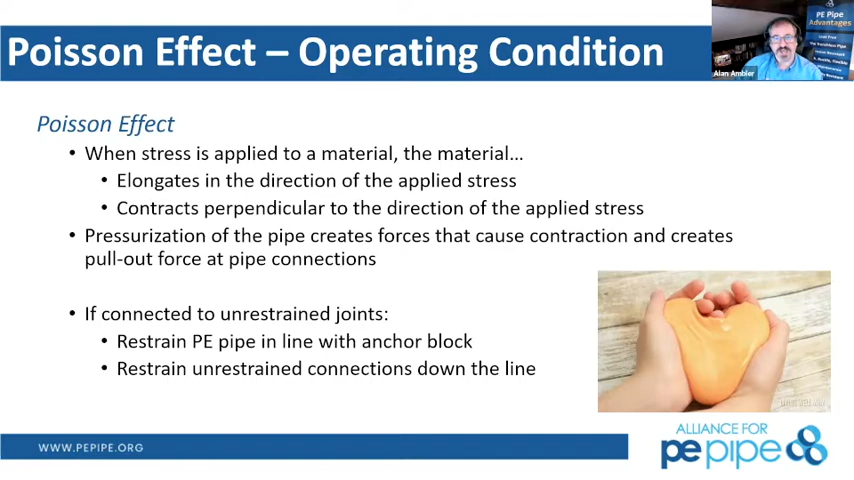 Poisson Effect – Operating Condition
PE Pipe
Advantages
Leak Free
Alan Ambler
Poisson Effect
• When stress is applied to a material, the material…
• Elongates in the direction of the applied stress
• Contracts perpendicular to the direction of the applied stress
• Pressurization of the pipe creates forces that cause contraction and creates
pull-out force at pipe connections
• If connected to unrestrained joints:
• Restrain PE pipe in line with anchor block
• Restrain unrestrained connections down the line
WWW.PEPIPE.ORG
ALLIANCE FOR
pepipe